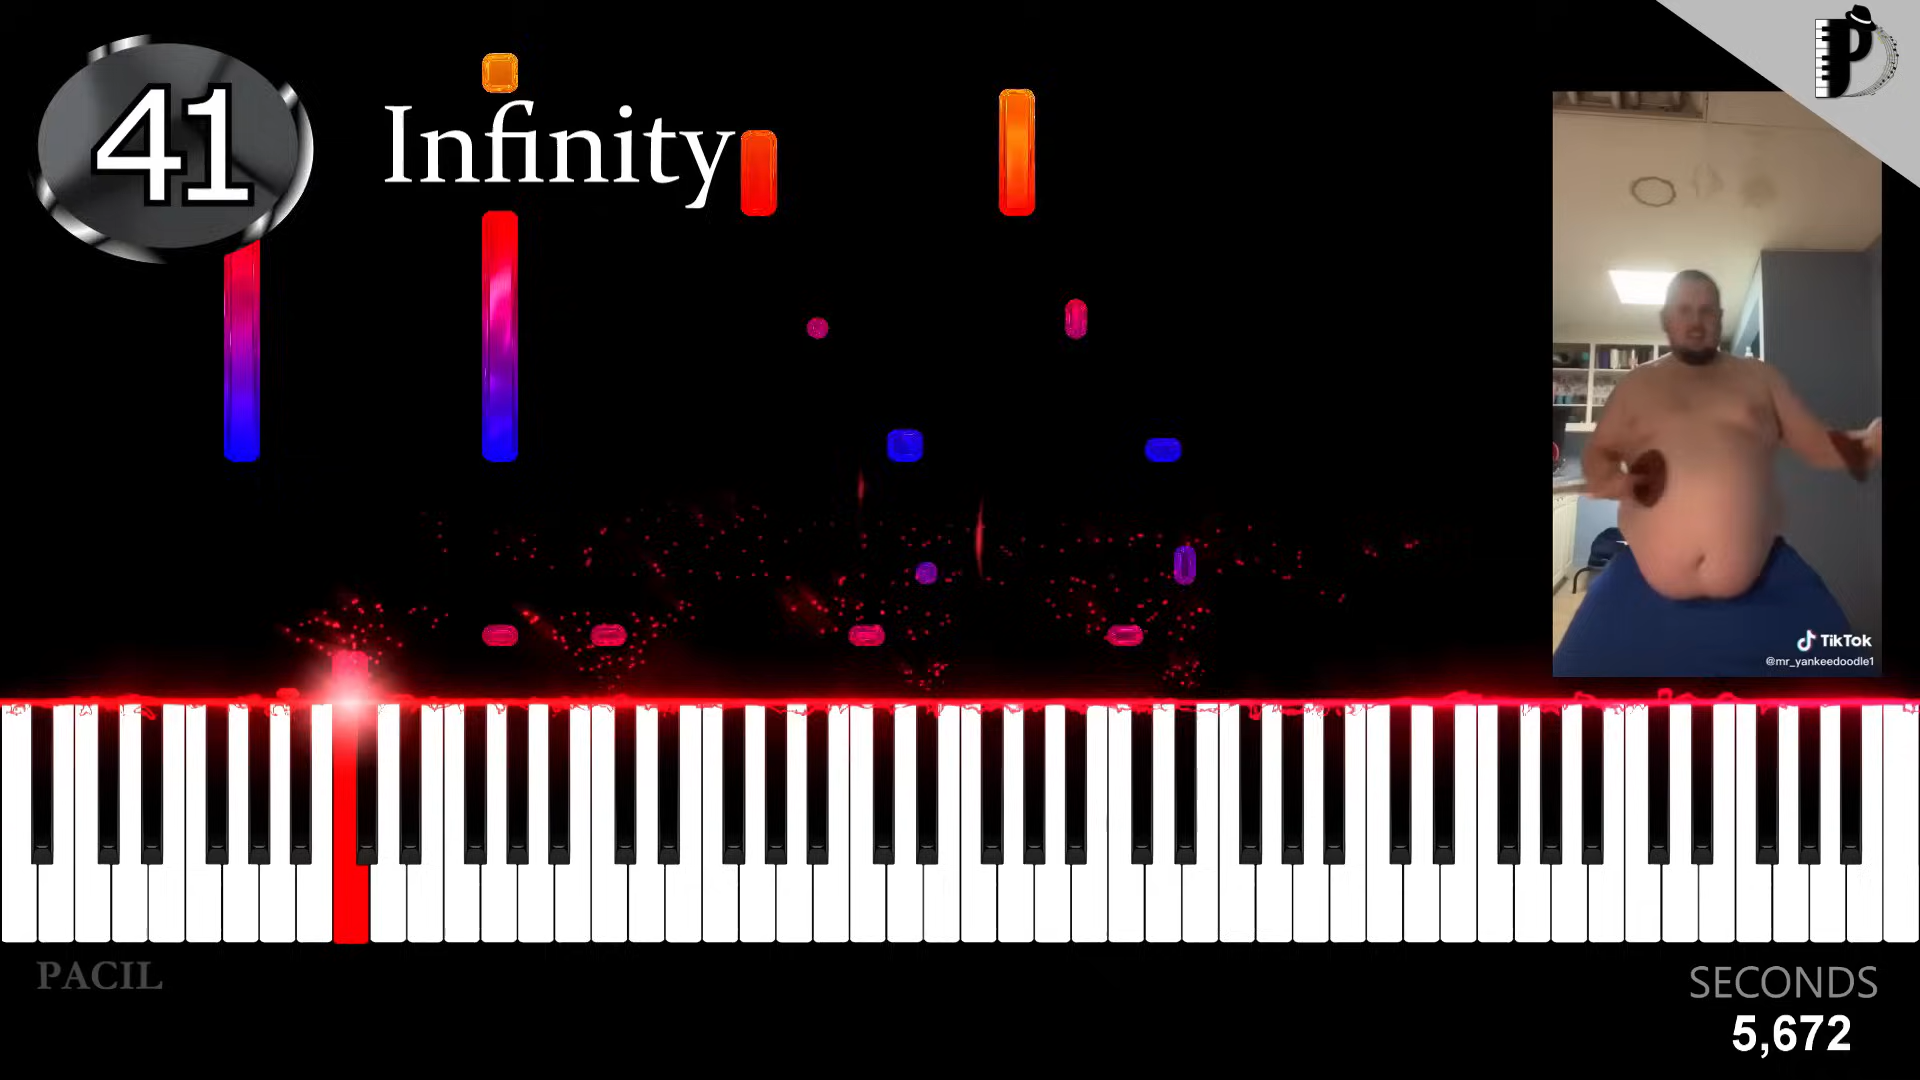 41
Infinity
P
TikTok
@mr_yankeedoodle1
PACIL
SECONDS
5,672